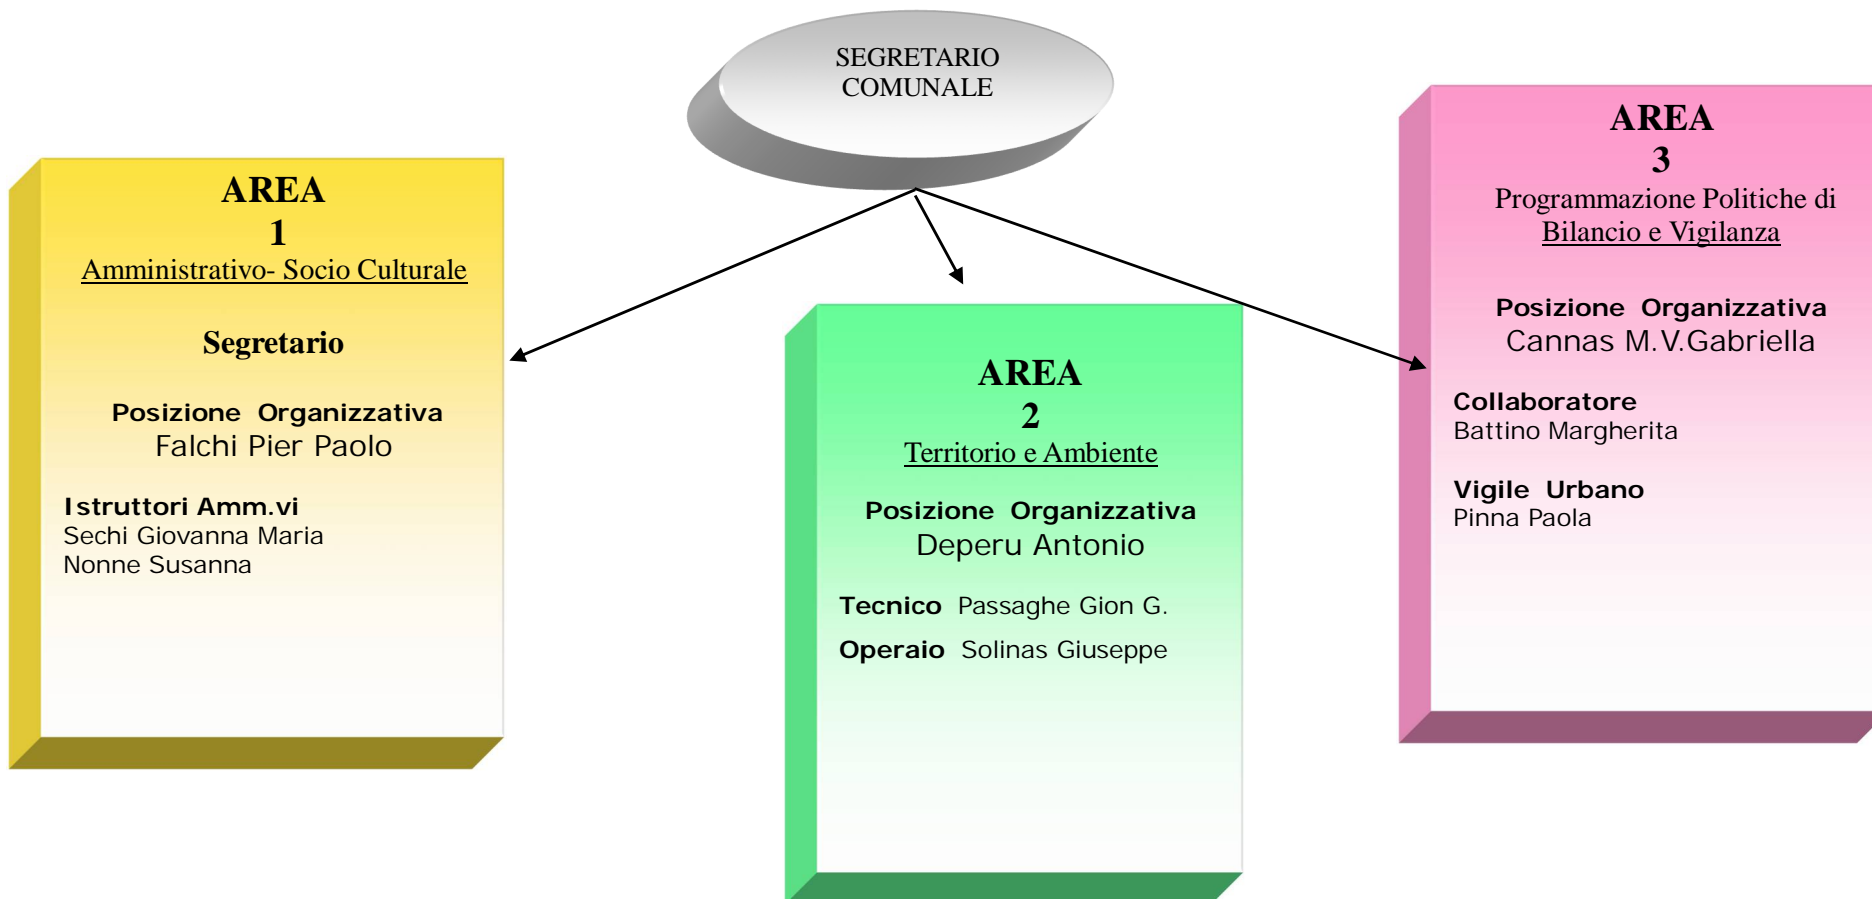 SEGRETARIO
COMUNALE
AREA
1
Amministrativo- Socio Culturale
Segretario
Posizione Organizzativa
Falchi Pier Paolo
Istruttori Amm.vi
Sechi Giovanna Maria
Nonne Susanna
AREA
2
Territorio e Ambiente
Posizione Organizzativa
Deperu Antonio
Tecnico Passaghe Gion G.
Operaio Solinas Giuseppe
AREA
3
Programmazione Politiche di
Bilancio e Vigilanza
Posizione Organizzativa
Cannas M.V.Gabriella
Collaboratore
Battino Margherita
Vigile Urbano
Pinna Paola